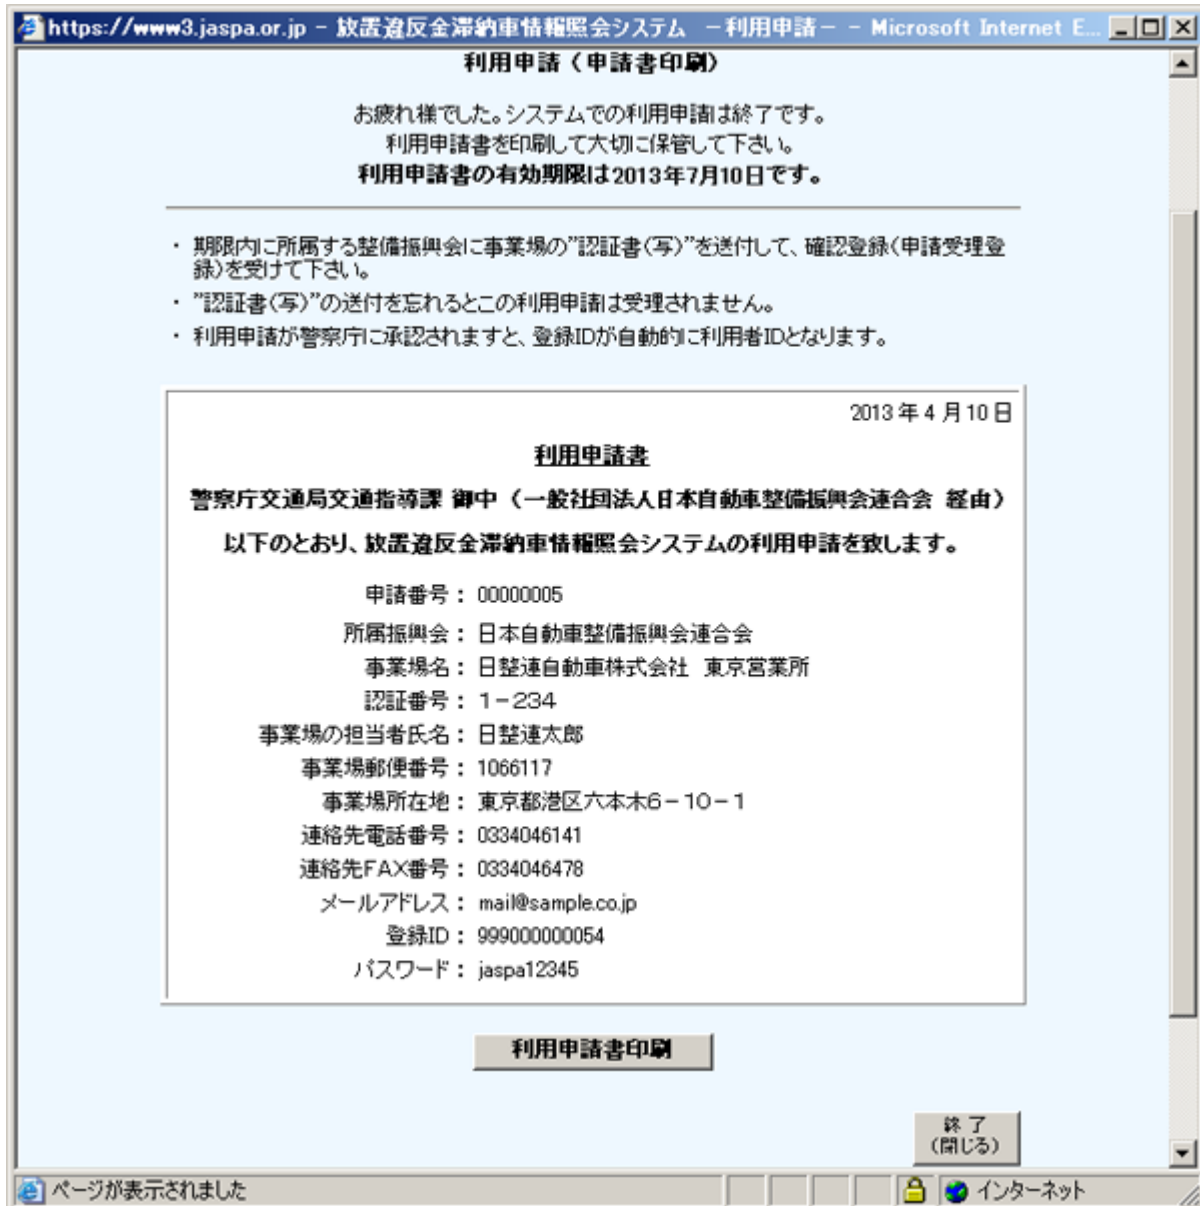 https://www3.jaspa.or.jp - 放置違反金滞納車情報照会システム －利用申請－ - Microsoft Internet E...
利用申請（申請書印刷）
お疲れ様でした。システムでの利用申請は終了です。
利用申請書を印刷して大切に保管して下さい。
利用申請書の有効期限は2013年7月10日です。
・ 期限内に所属する整備振興会に事業場の”認証書(写)”を送付して、確認登録(申請受理登
録)を受けて下さい。
・ ”認証書(写)”の送付を忘れるとこの利用申請は受理されません。
・ 利用申請が警察庁に承認されますと、登録IDが自動的に利用者IDとなります。
2013 年 4 月 10 日
利用申請書
警察庁交通局交通指導課 御中（一般社団法人日本自動車整備振興会連合会 経由）
以下のとおり、放置違反金滞納車情報照会システムの利用申請を致します。
申請番号： 00000005
所属振興会： 日本自動車整備振興会連合会
事業場名： 日整連自動車株式会社 東京営業所
認証番号： １－２３４
事業場の担当者氏名： 日整連太郎
事業場郵便番号： 1066117
事業場所在地： 東京都港区六本木６－１０－１
連絡先電話番号： 0334046141
連絡先FAX番号： 0334046478
メールアドレス： mail@sample.co.jp
登録ID： 999000000054
パスワード： jaspa12345
利用申請書印刷
終 了
(閉じる)
ページが表示されました
インターネット